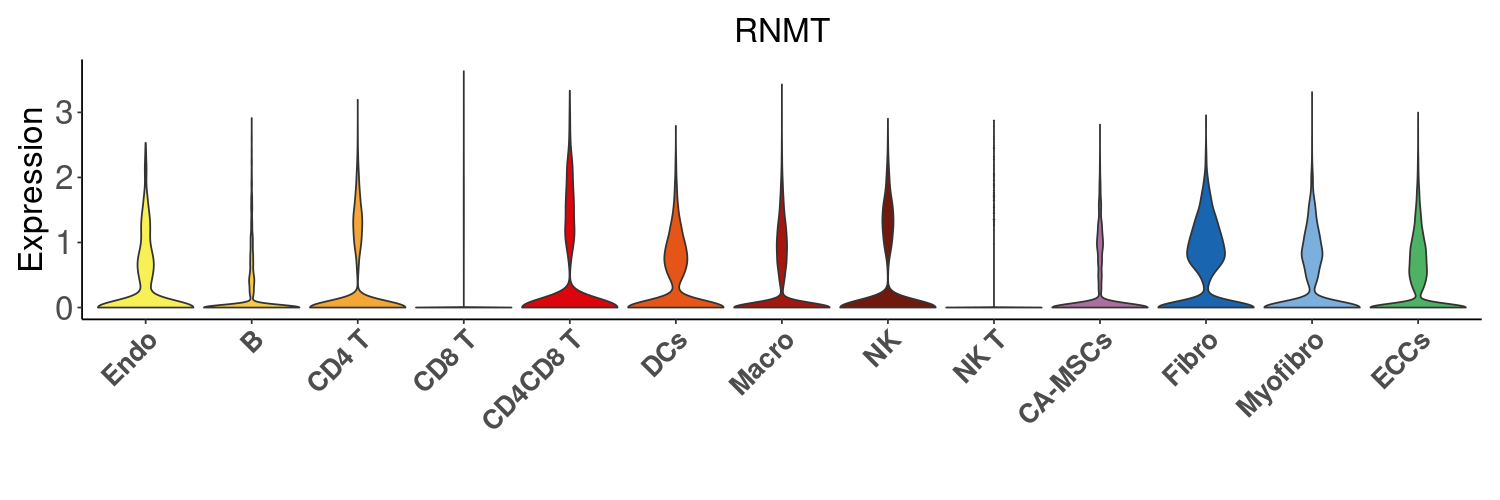 RNMT
Expression
3
2
1
0
Endo
B
CD4 T
CD8 T
CD4CD8 T
DCs
Macro
NK
NK T
CA-MSCs
Fibro
Myofibro
ECCs